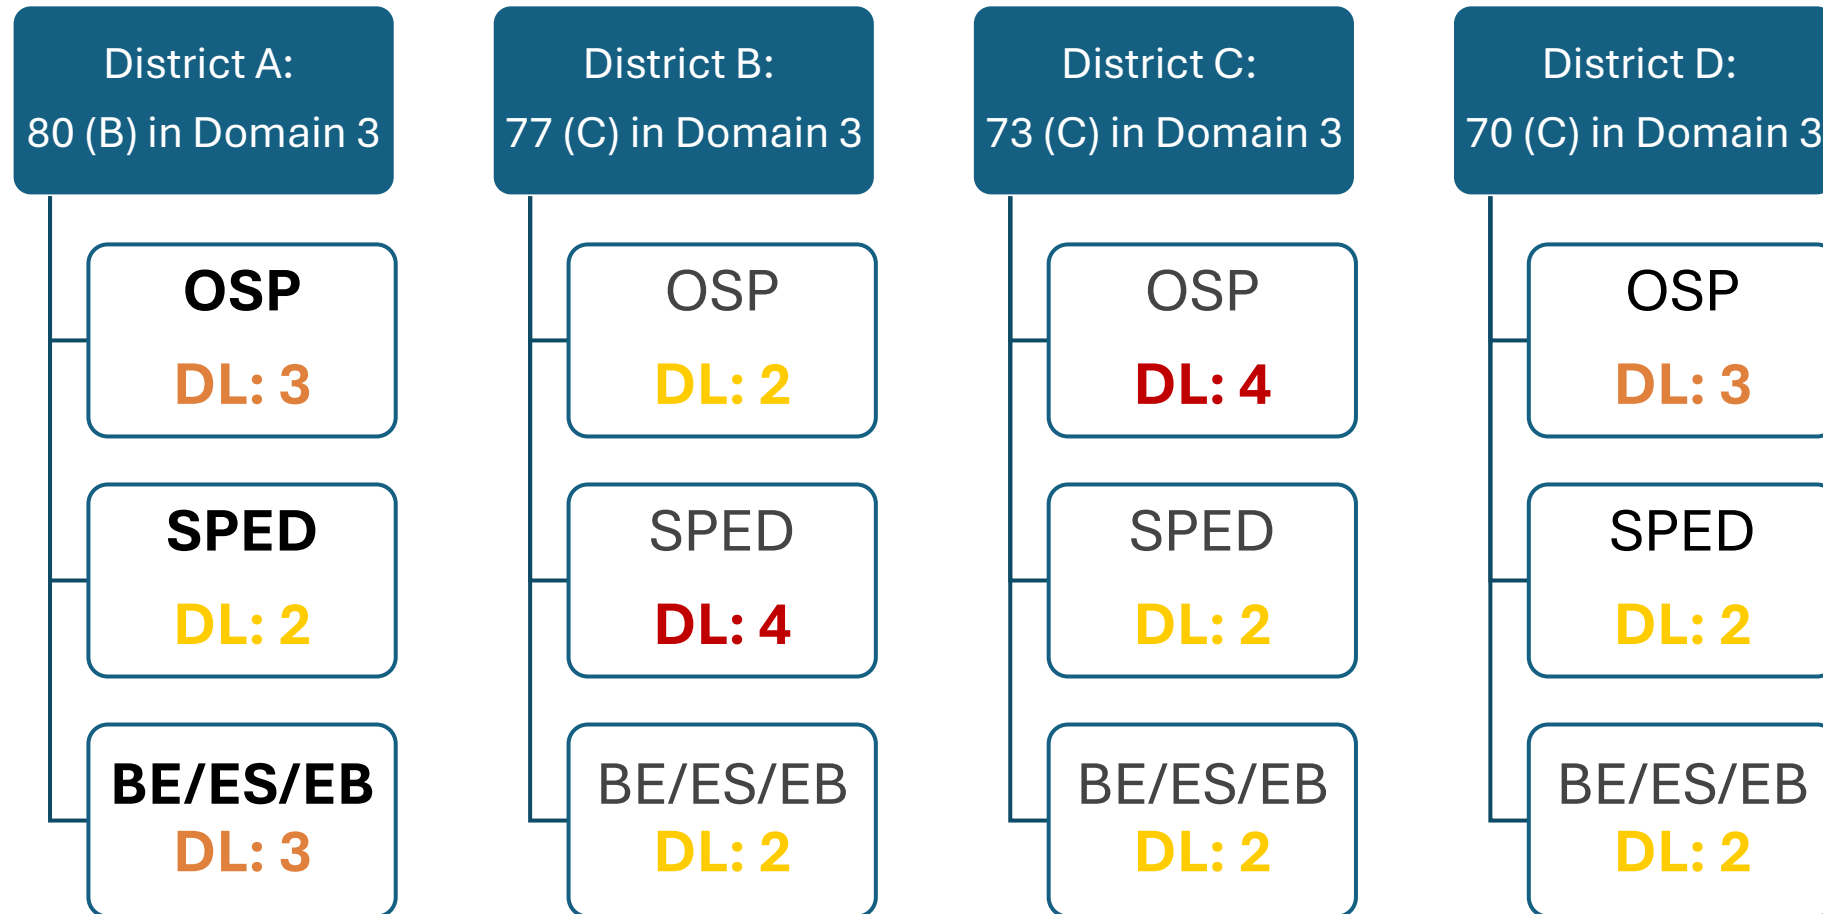 District A:
80 (B) in Domain 3
OSP
DL: 3
SPED
DL: 2
BE/ES/EB
DL: 3
District B:
77 (C) in Domain 3
OSP
DL: 2
SPED
DL: 4
BE/ES/EB
DL: 2
District C:
73 (C) in Domain 3
OSP
DL: 4
SPED
DL: 2
BE/ES/EB
DL: 2
District D:
70 (C) in Domain 3
OSP
DL: 3
SPED
DL: 2
BE/ES/EB
DL: 2